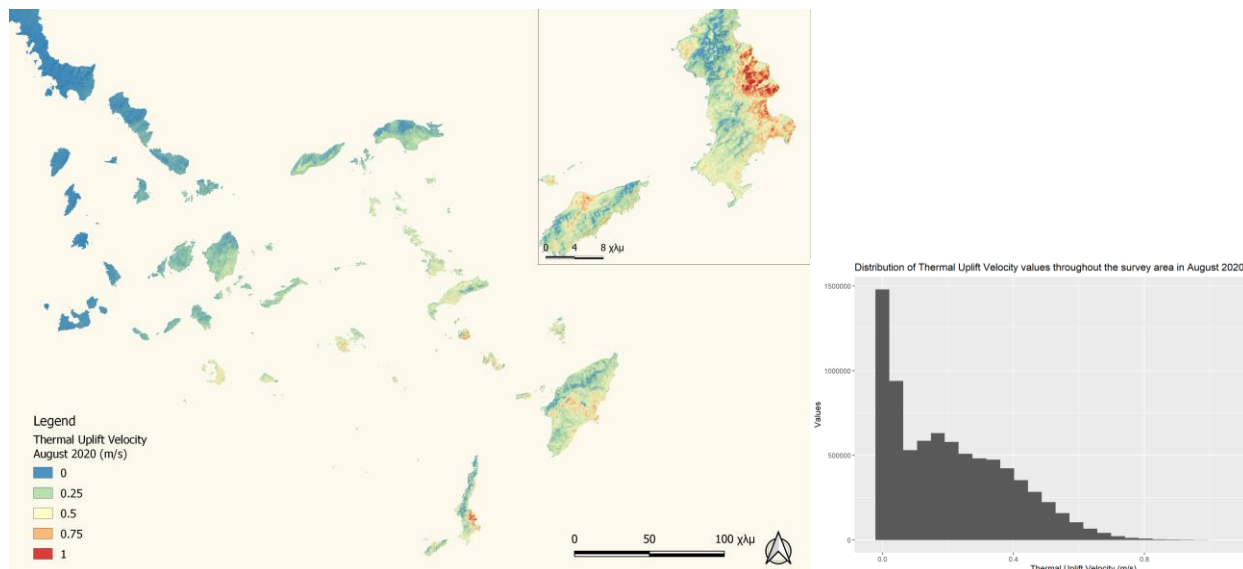 0 4 8 χλμ
Legend
Thermal Uplift Velocity
August 2020 (m/s)
0
0.25
0.5
0.75
1
0 50 100 χλμ
Distribution of Thermal Uplift Velocity values throughout the survey area in August 2020
1500000
1000000
500000
0
Values
0.0 0.4 0.8
Thermal Uplift Velocity (m/s)